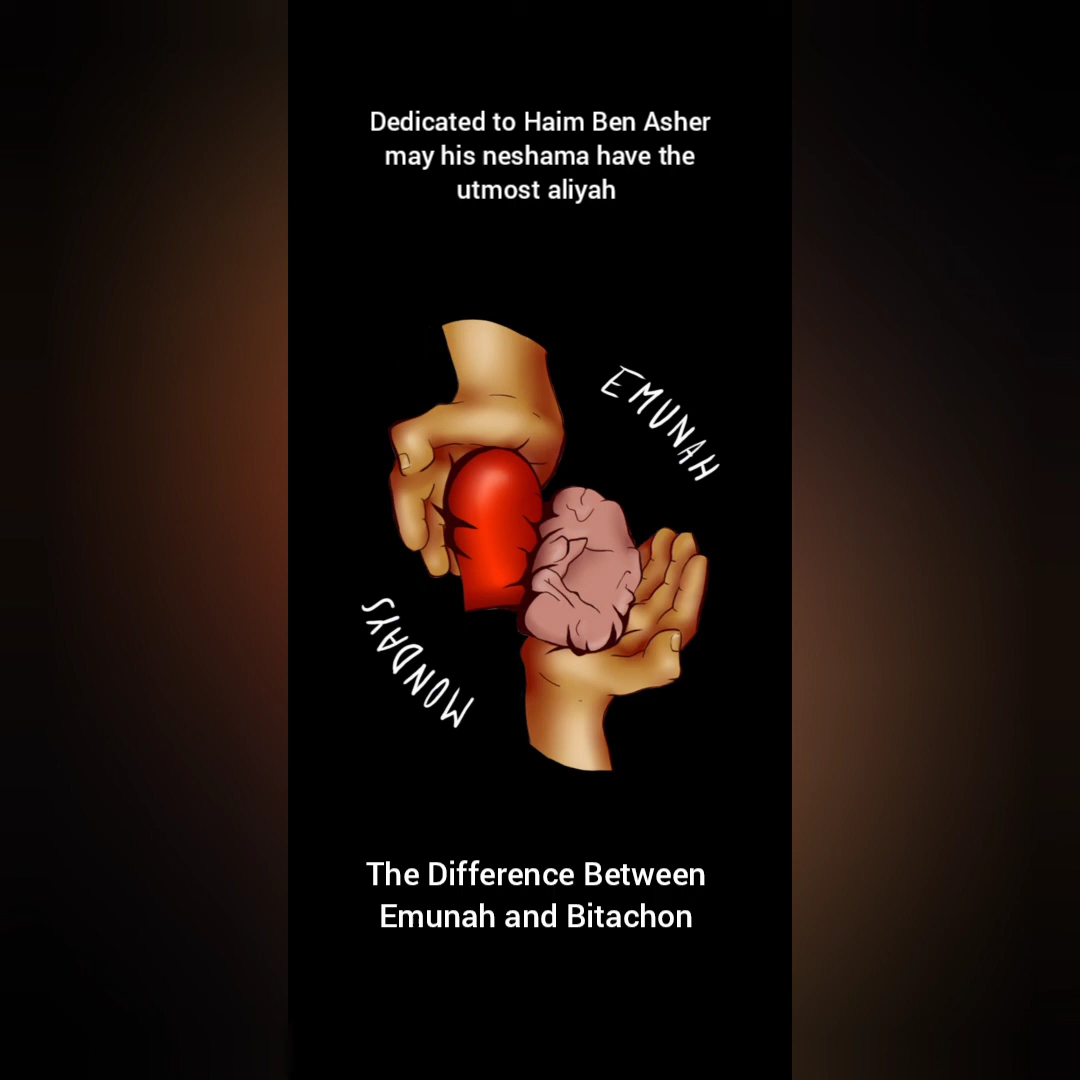 Dedicated to Haim Ben Asher
may his neshama have the
utmost aliyah
EMUNAH
MONDAYS
The Difference Between
Emunah and Bitachon